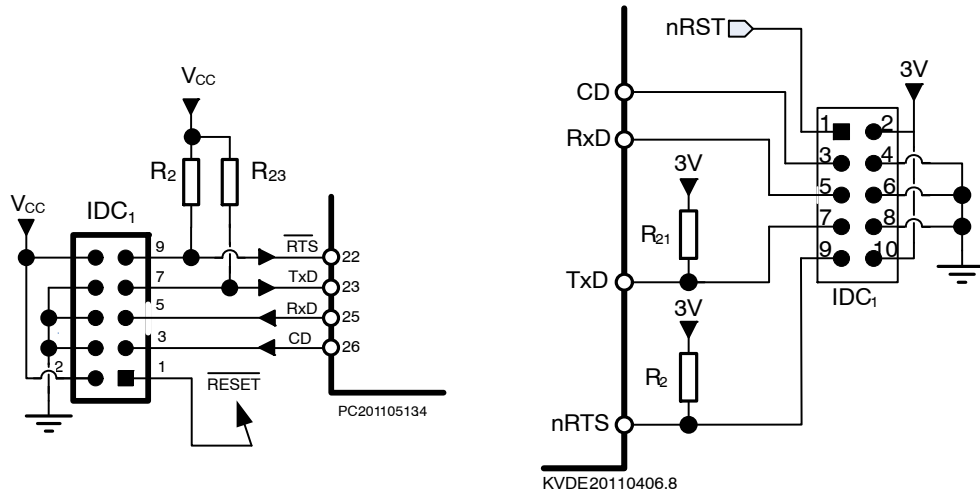 VCC
R2
R23
VCC
IDC1
9
RTS
22
7
TxD
23
5
RxD
25
3
CD
26
2
1
RESET
PC201105134
nRST
3V
CD
1
2
RxD
3
4
3V
5
6
R21
7
8
9
10
TxD
IDC1
3V
R2
nRTS
KVDE20110406.8